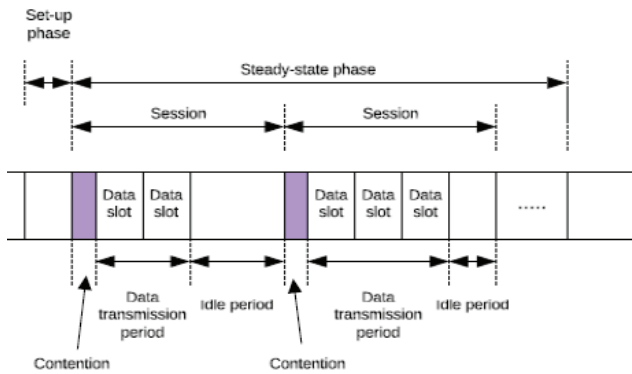 Set-up
phase
Steady-state phase
Session
Session
Data
slot
Data
slot
Data
slot
Data
slot
Data
slot
.....
Data
transmission
period
Idle period
Data
transmission
period
Idle period
Contention
Contention